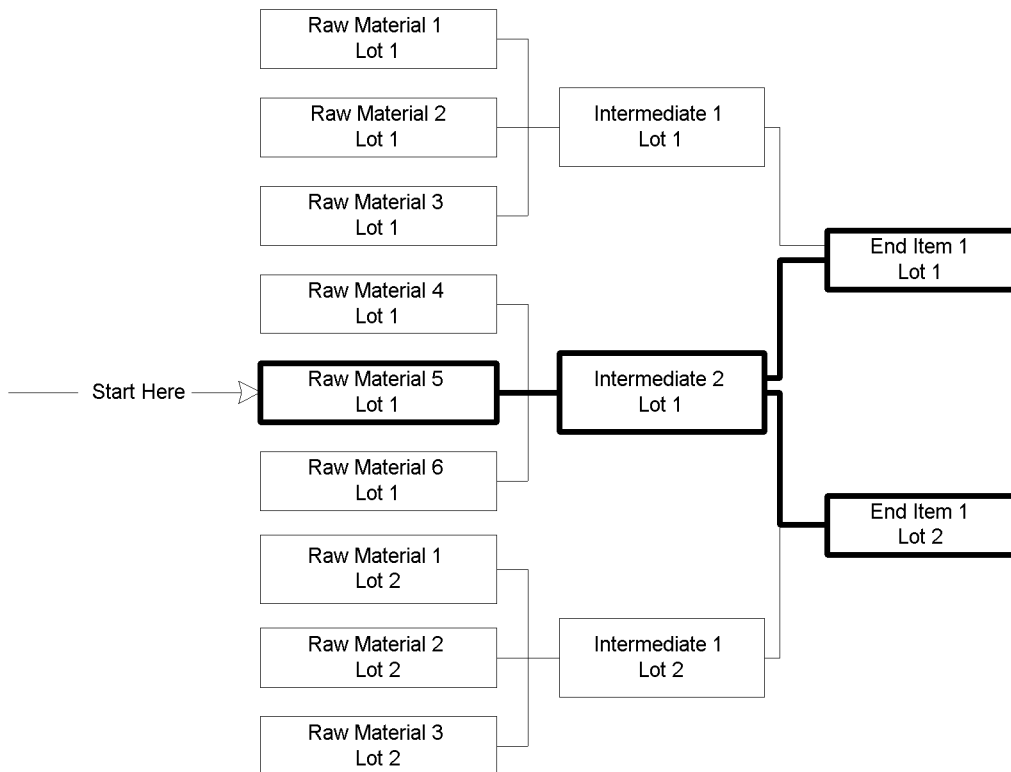 Raw Material 1
Lot 1
Raw Material 2
Lot 1
Raw Material 3
Lot 1
Raw Material 4
Lot 1
Start Here
Raw Material 5
Lot 1
Raw Material 6
Lot 1
Raw Material 1
Lot 2
Raw Material 2
Lot 2
Raw Material 3
Lot 2
Intermediate 1
Lot 1
Intermediate 2
Lot 1
Intermediate 1
Lot 2
End Item 1
Lot 1
End Item 1
Lot 2